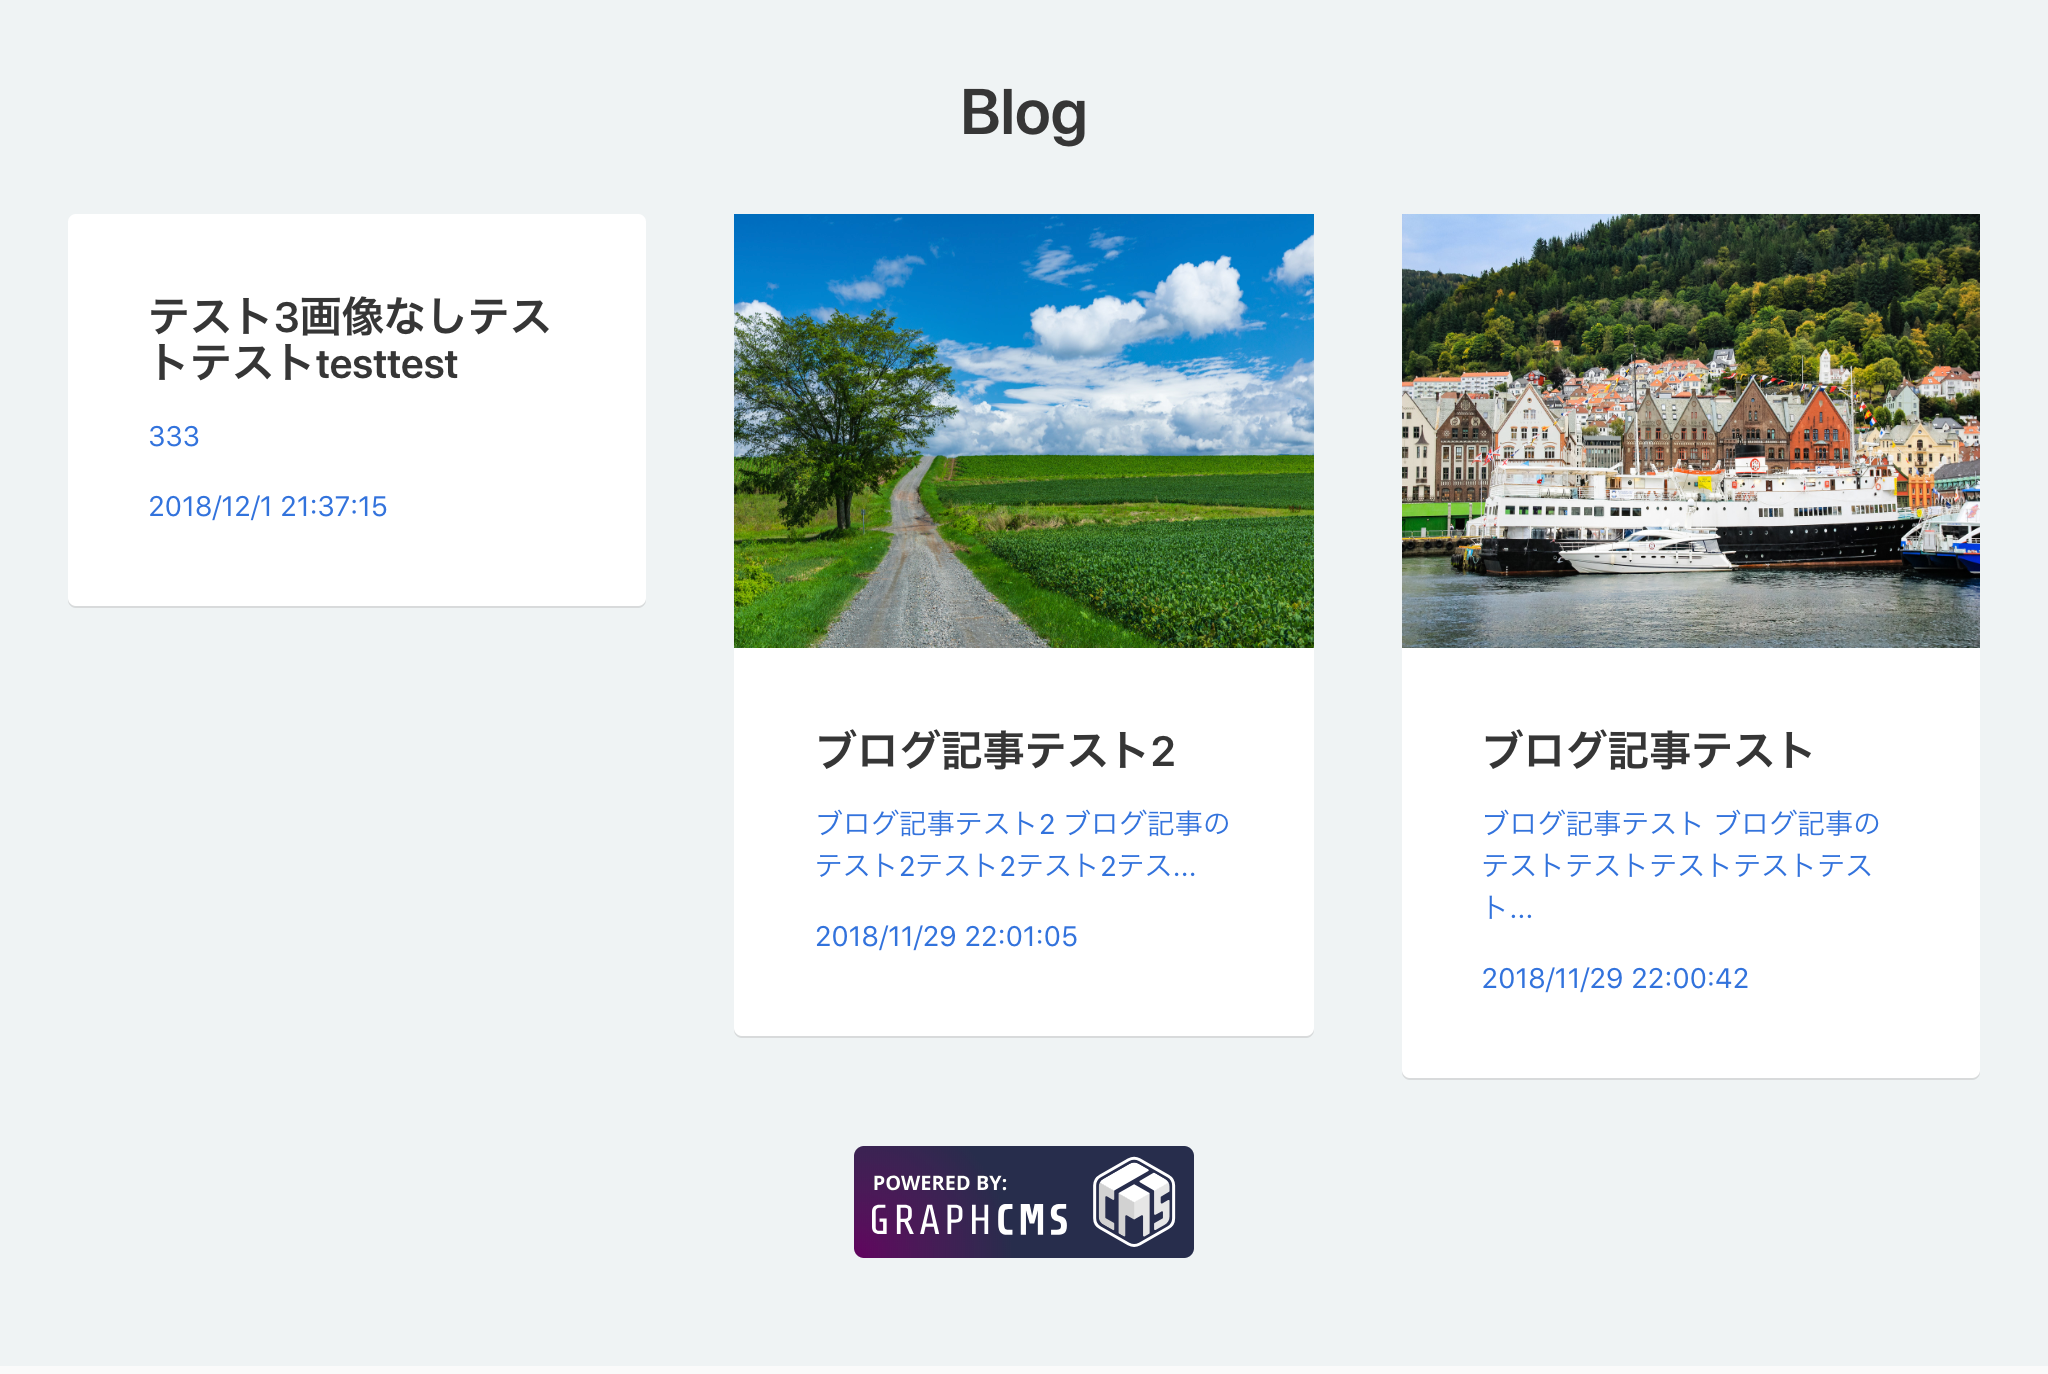 Blog
テスト3画像なしテス
トテストtesttest
333
2018/12/1 21:37:15
ブログ記事テスト2
ブログ記事テスト2 ブログ記事の
テスト2テスト2テスト2テス...
2018/11/29 22:01:05
ブログ記事テスト
ブログ記事テスト ブログ記事の
テストテストテストテストテス
ト...
2018/11/29 22:00:42
POWERED BY:
GRAPHCMS
CMS